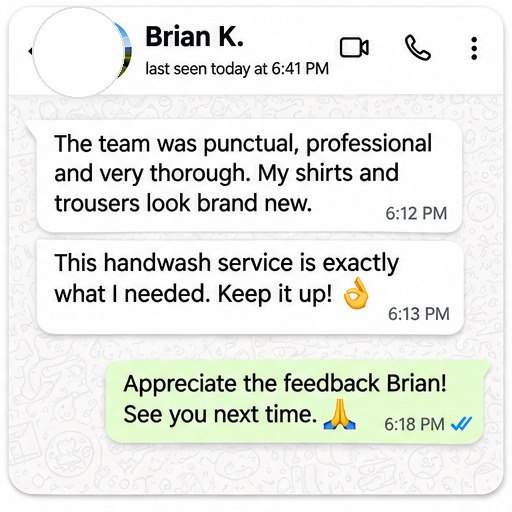 Brian K.
last seen today at 6:41 PM
The team was punctual, professional
and very thorough. My shirts and
trousers look brand new.
6:12 PM
This handwash service is exactly
what I needed. Keep it up! 👌
6:13 PM
Appreciate the feedback Brian!
See you next time. 🙏
6:18 PM